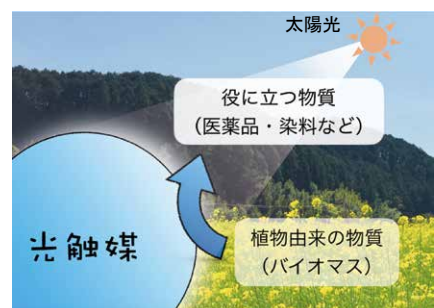 太陽光
役に立つ物質
（医薬品・染料など）
光触媒
植物由来の物質
（バイオマス）